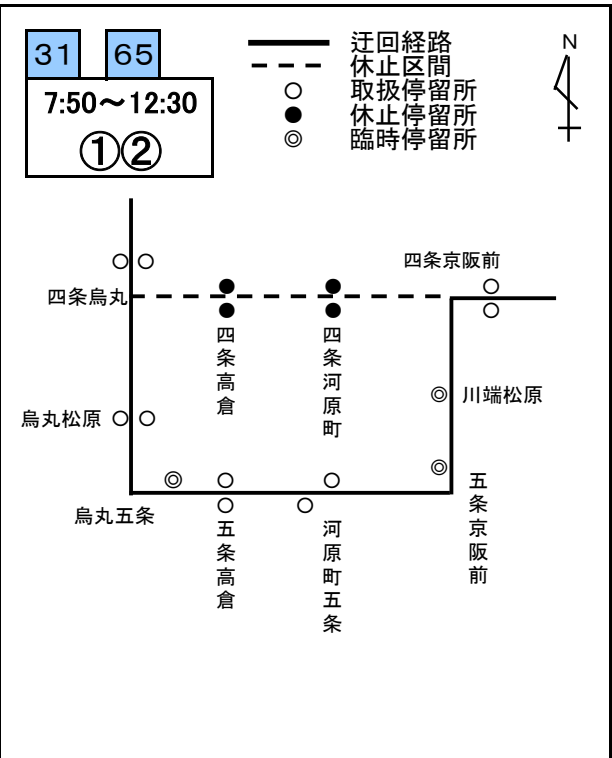 31 65
7:50～12:30
①②
迂回経路
休止区間
○ 取扱停留所
● 休止停留所
◎ 臨時停留所
N
四条京阪前
四条烏丸
四条高倉
四条河原町
川端松原
烏丸松原
烏丸五条
五条高倉
河原町五条
五条京阪前